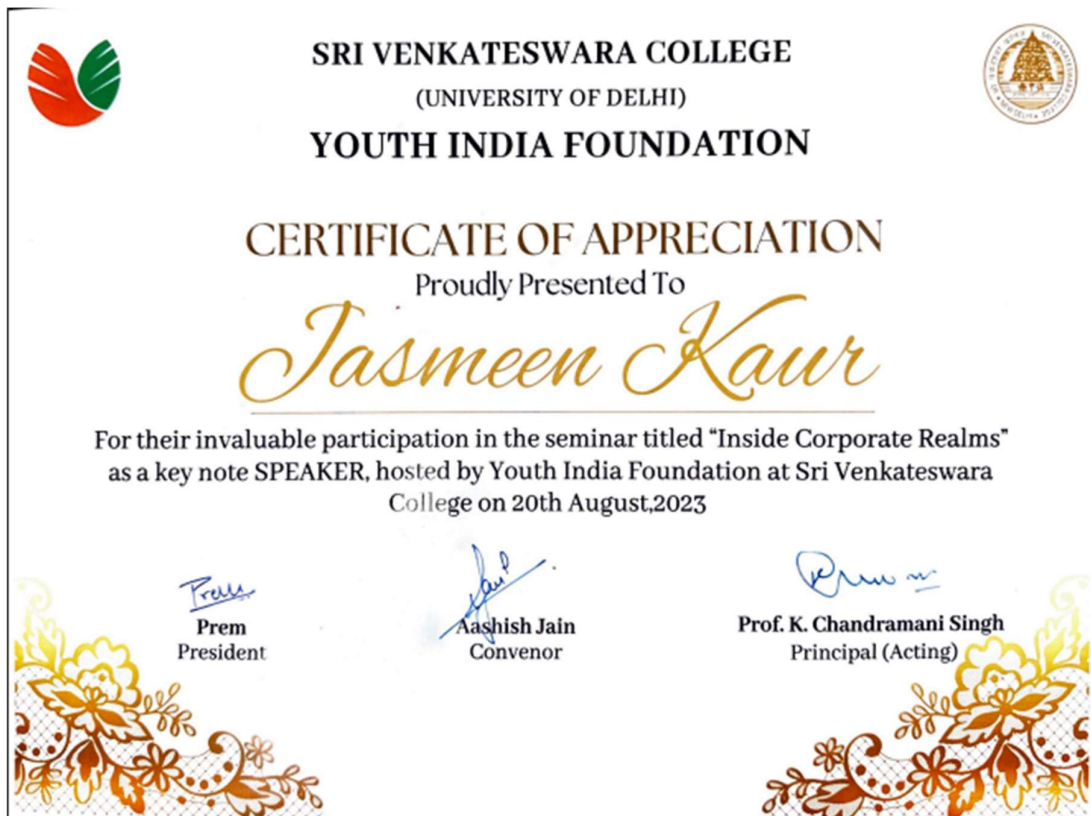 SRI VENKATESWARA COLLEGE
(UNIVERSITY OF DELHI)
YOUTH INDIA FOUNDATION
CERTIFICATE OF APPRECIATION
Proudly Presented To
Jasmeen Kaur
For their invaluable participation in the seminar titled “Inside Corporate Realms”
as a key note SPEAKER, hosted by Youth India Foundation at Sri Venkateswara
College on 20th August,2023
Prem
Prem
President
Aashish Jain
Convenor
Prof. K. Chandramani Singh
Principal (Acting)